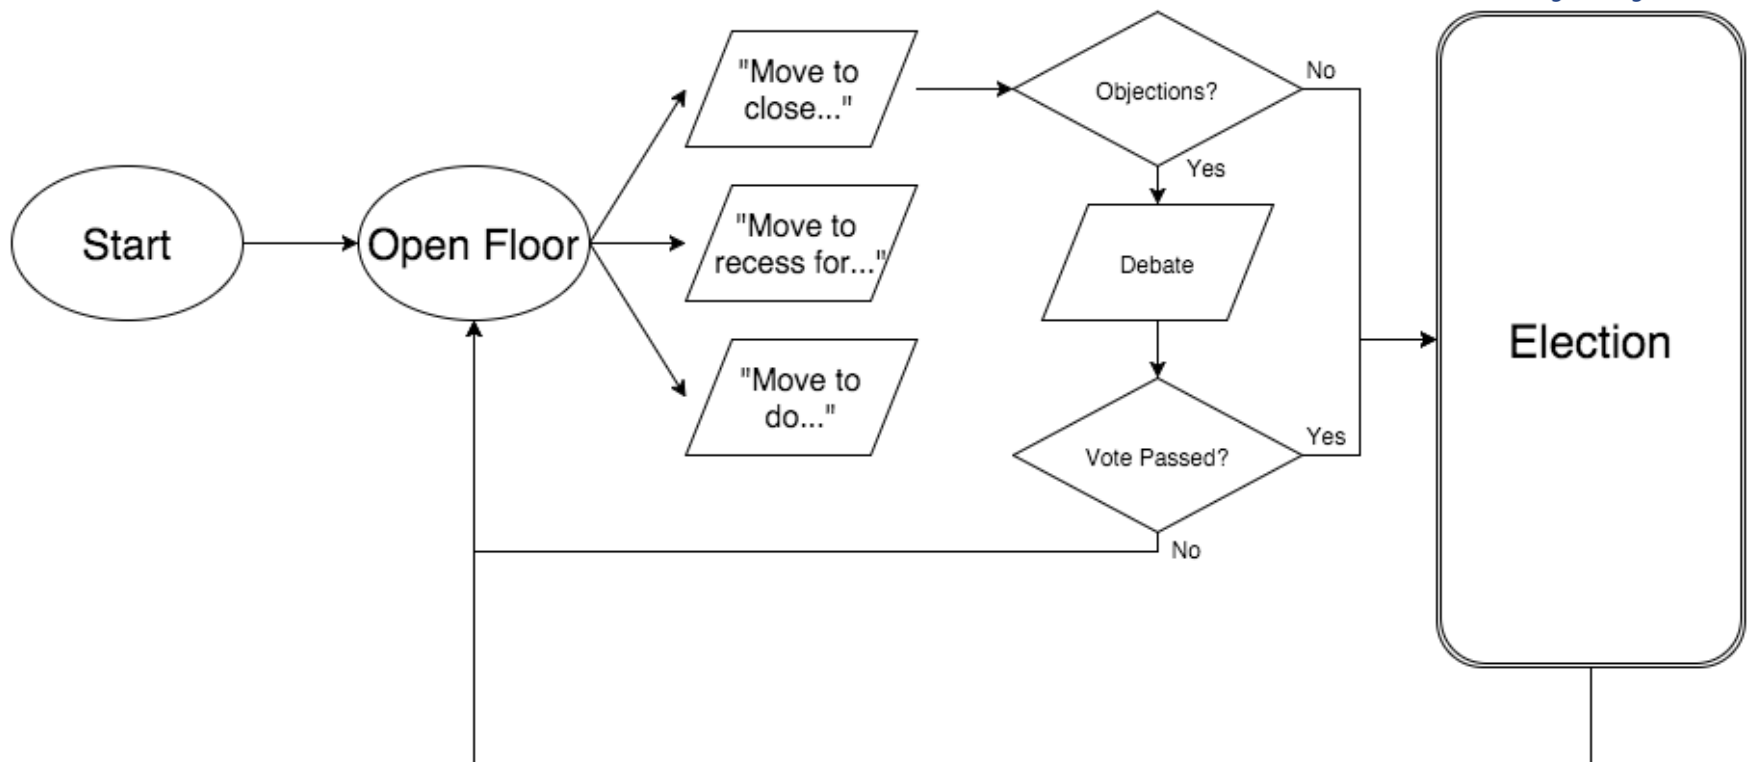 "Move to
close..."
Objections?
No
Yes
Start
Open Floor
"Move to
recess for..."
Debate
"Move to
do..."
Vote Passed?
Yes
No
Election